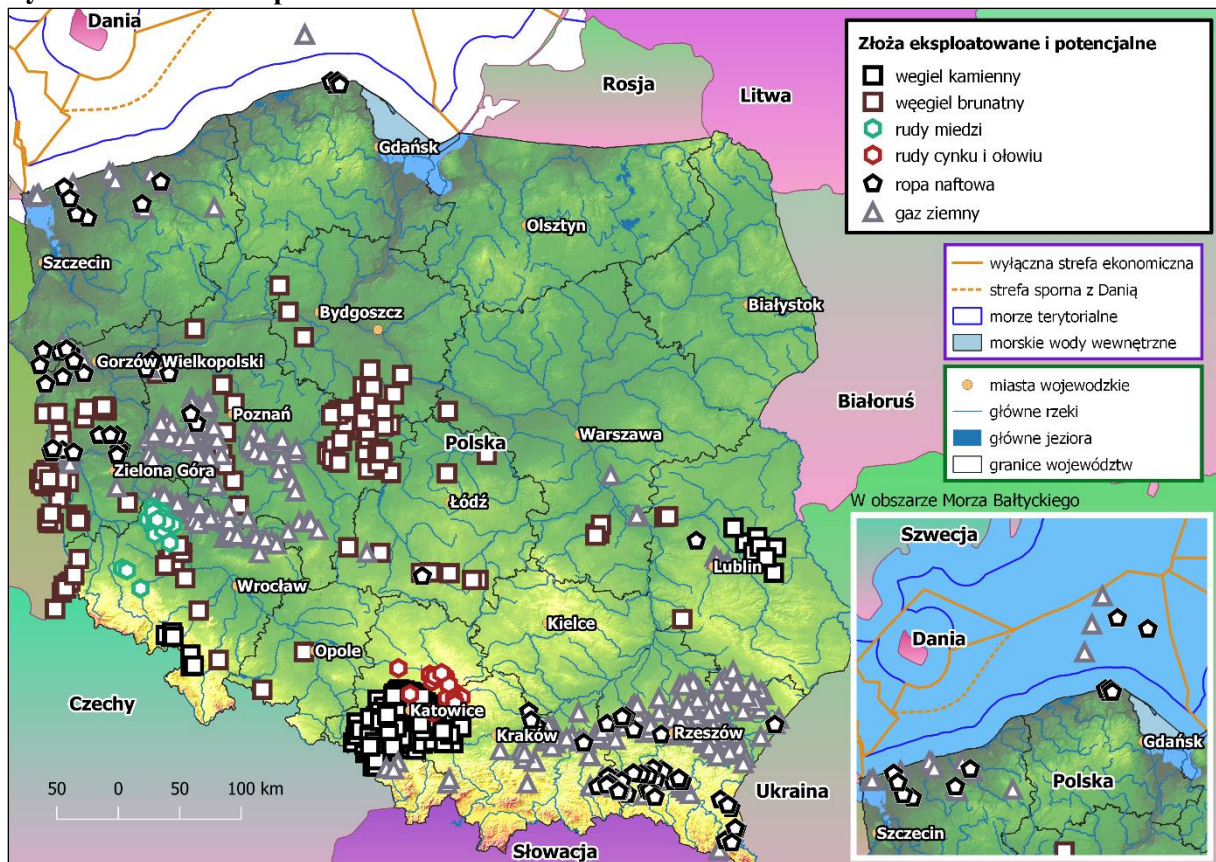 Dania
Rosja
Litwa
Gdańsk
Olsztyn
Szczecin
Białystok
Bydgoszcz
Gorzów Wielkopolski
Białoruś
Poznań
Polska
Warszawa
Zielona Góra
Łódź
Wrocław
Lublin
Kielce
Opole
Czechy
Katowice
Kraków
Rzeszów
Ukraina
Słowacja
50 0 50 100 km
Złoża eksploatowane i potencjalne
wegiel kamienny
węgiel brunatny
rudy miedzi
rudy cynku i ołowiu
ropa naftowa
gaz ziemny
wyłączna strefa ekonomiczna
strefa sporna z Danią
morze terytorialne
morskie wody wewnętrzne
miasta wojewodzkie
główne rzeki
główne jeziora
granice województw
W obszarze Morza Bałtyckiego
Szwecja
Dania
Gdańsk
Polska
Szczecin